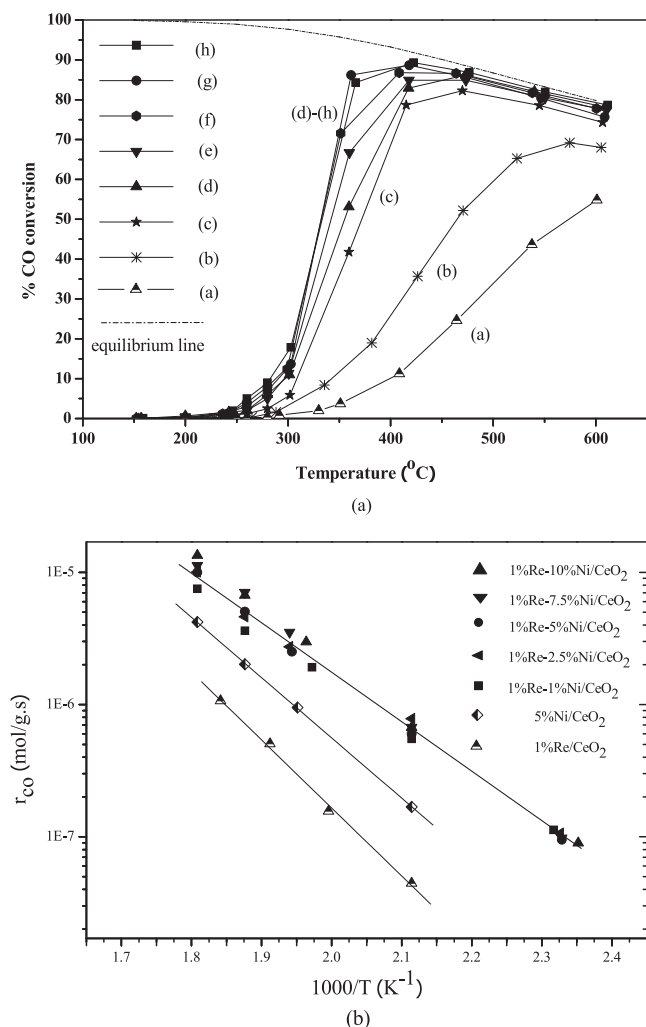 100
90
80
70
60
50
40
30
20
10
0
% CO conversion
(h)
(g)
(f)
(e)
(d)
(c)
(b)
(a)
equilibrium line
(d)-(h)
(c)
(b)
(a)
100 200 300 400 500 600
Temperature (⁰C)
(a)
1E-5
1E-6
1E-7
r_co (mol/g.s)
1%Re-10%Ni/CeO₂
1%Re-7.5%Ni/CeO₂
1%Re-5%Ni/CeO₂
1%Re-2.5%Ni/CeO₂
1%Re-1%Ni/CeO₂
5%Ni/CeO₂
1%Re/CeO₂
1.7 1.8 1.9 2.0 2.1 2.2 2.3 2.4
1000/T (K⁻¹)
(b)